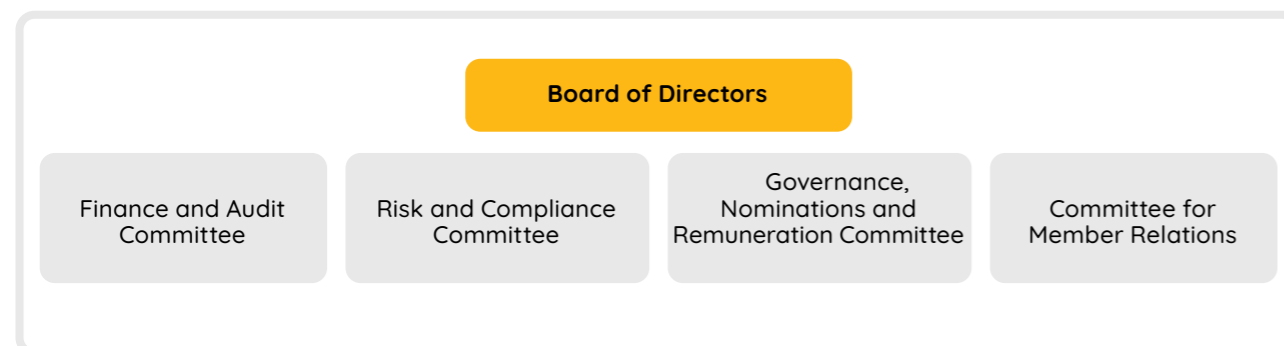 Board of Directors
Finance and Audit
Committee
Risk and Compliance
Committee
Governance,
Nominations and
Remuneration Committee
Committee for
Member Relations